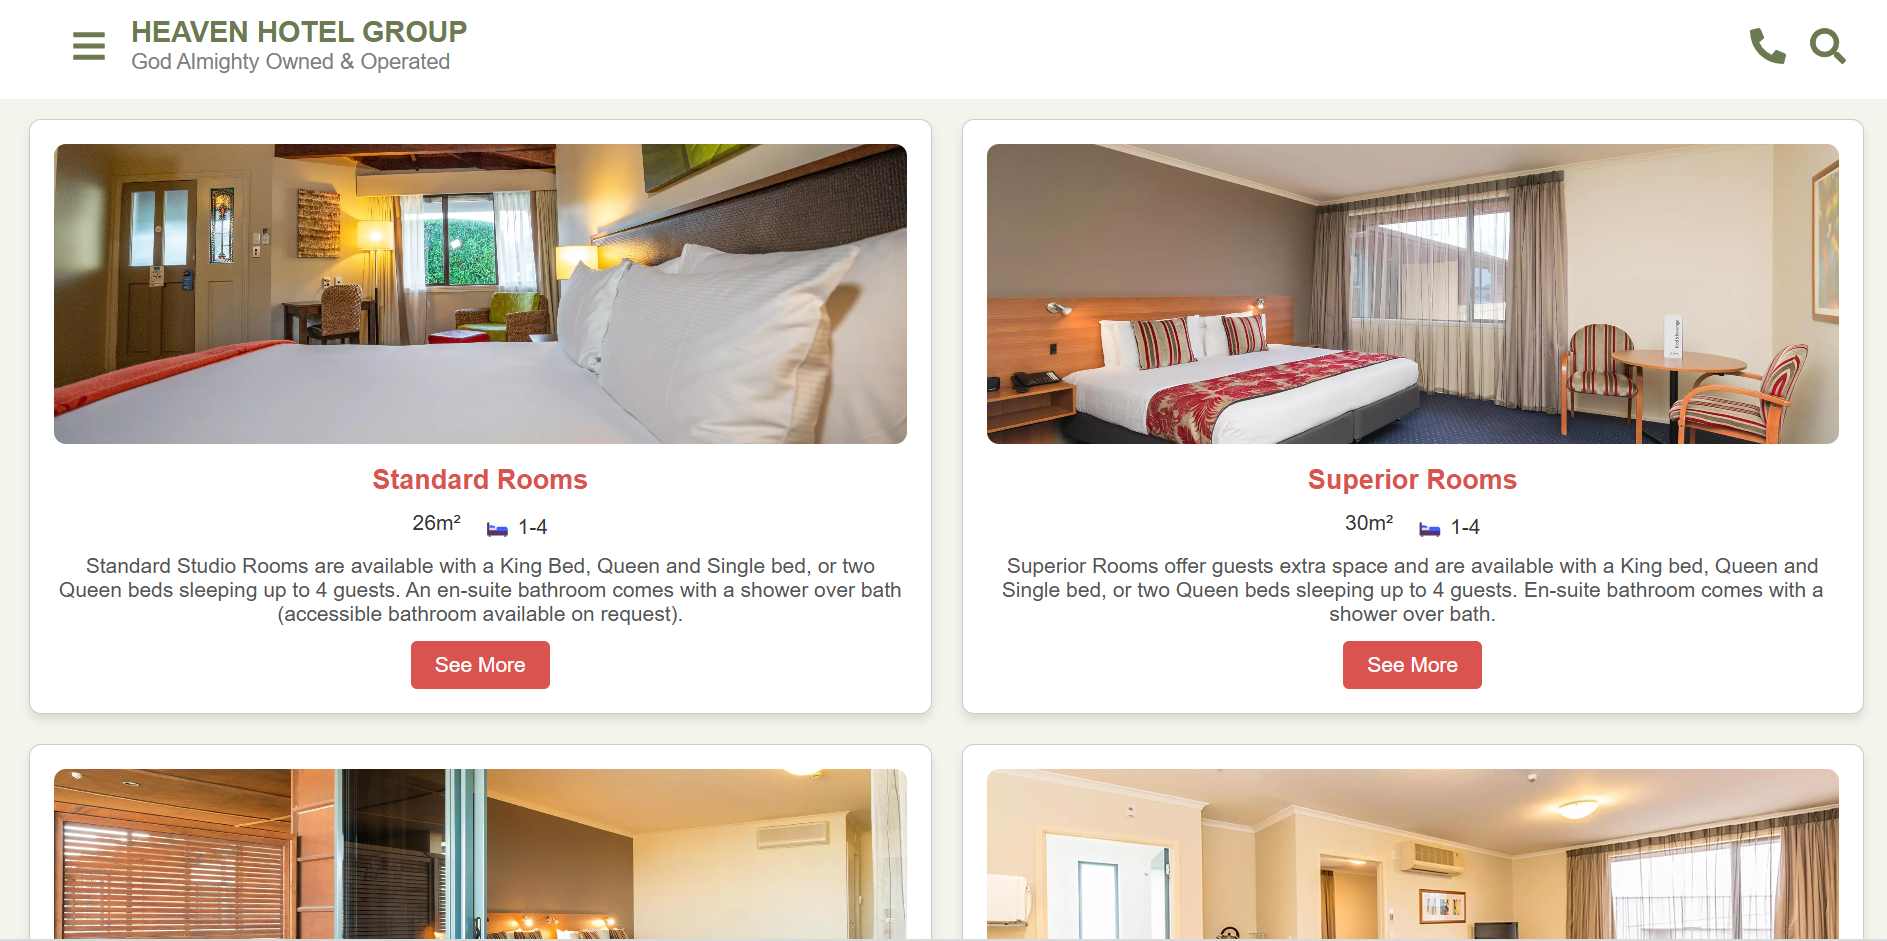 HEAVEN HOTEL GROUP
God Almighty Owned & Operated
Standard Rooms
26m² 1-4
Standard Studio Rooms are available with a King Bed, Queen and Single bed, or two
Queen beds sleeping up to 4 guests. An en-suite bathroom comes with a shower over bath
(accessible bathroom available on request).
See More
Superior Rooms
30m² 1-4
Superior Rooms offer guests extra space and are available with a King bed, Queen and
Single bed, or two Queen beds sleeping up to 4 guests. En-suite bathroom comes with a
shower over bath.
See More